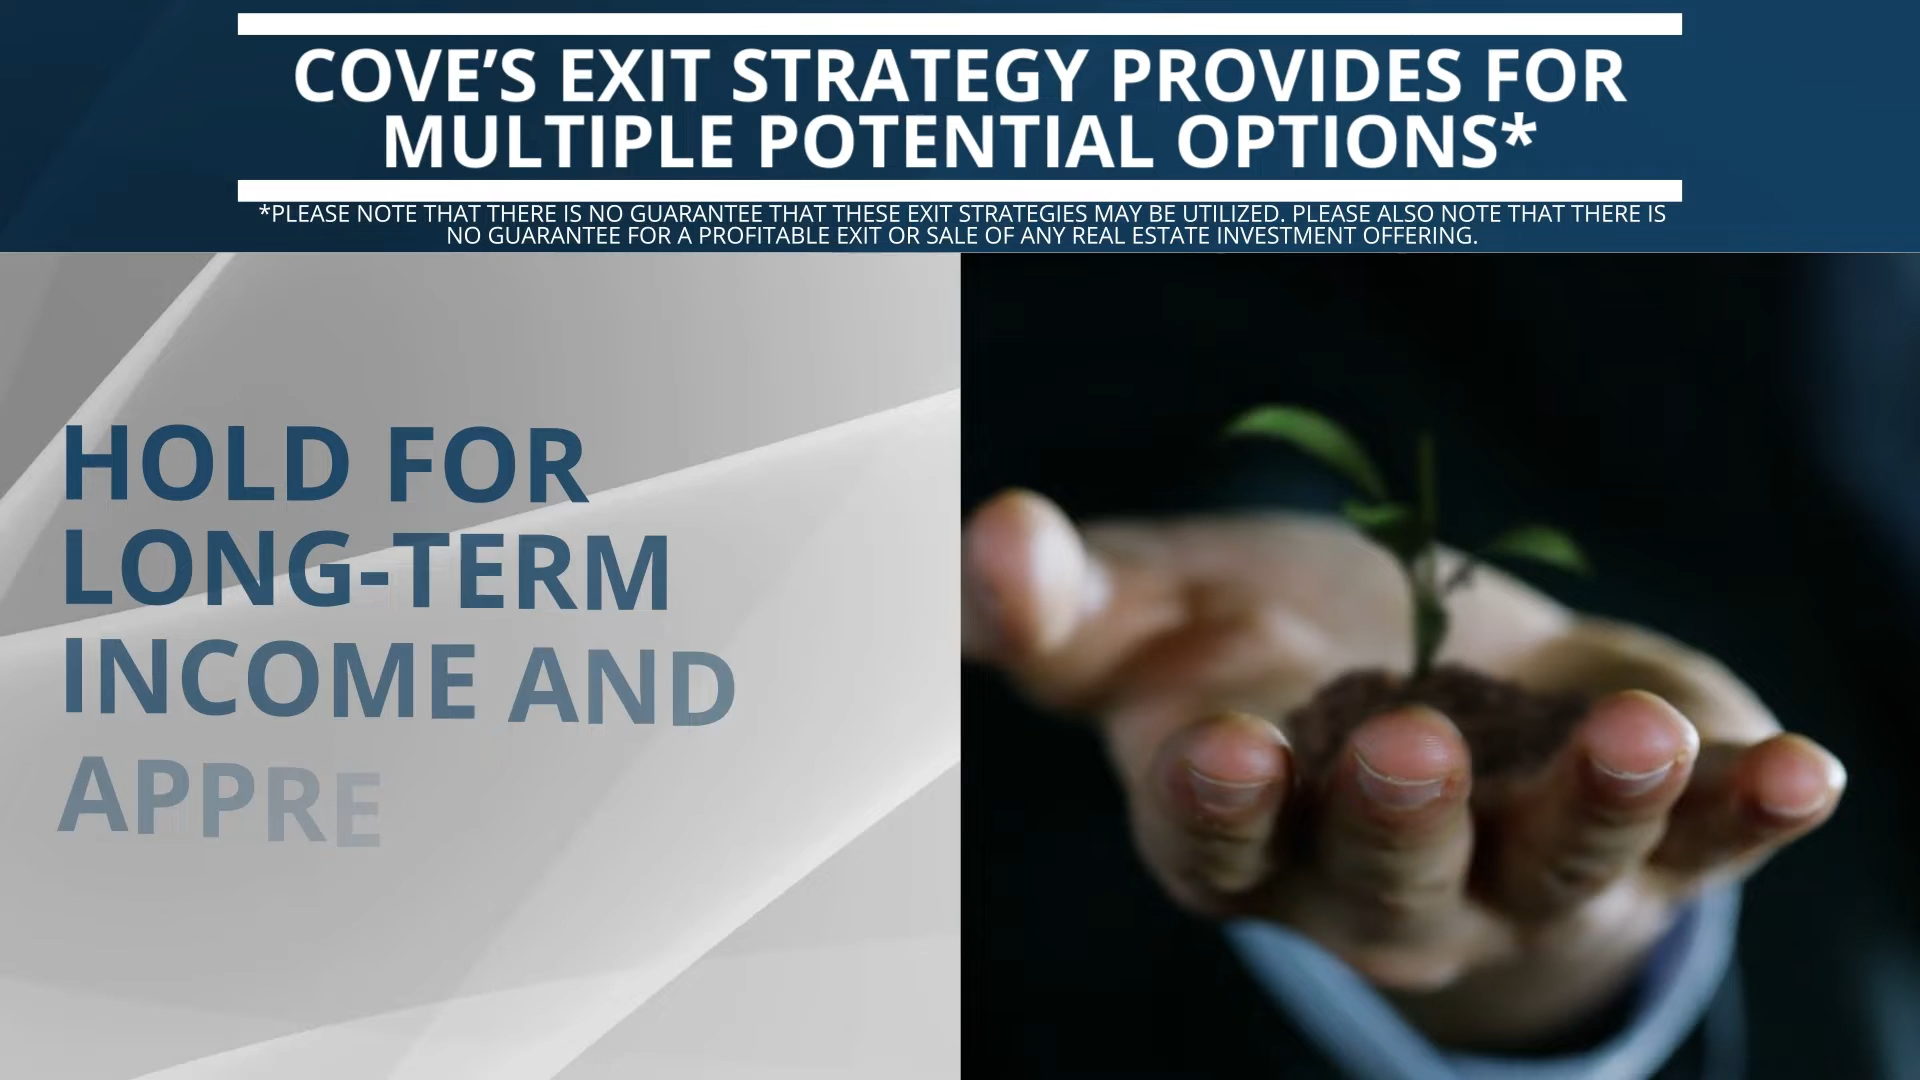 COVE’S EXIT STRATEGY PROVIDES FOR
MULTIPLE POTENTIAL OPTIONS*
*PLEASE NOTE THAT THERE IS NO GUARANTEE THAT THESE EXIT STRATEGIES MAY BE UTILIZED. PLEASE ALSO NOTE THAT THERE IS
NO GUARANTEE FOR A PROFITABLE EXIT OR SALE OF ANY REAL ESTATE INVESTMENT OFFERING.
HOLD FOR
LONG-TERM
INCOME AND
APPRE